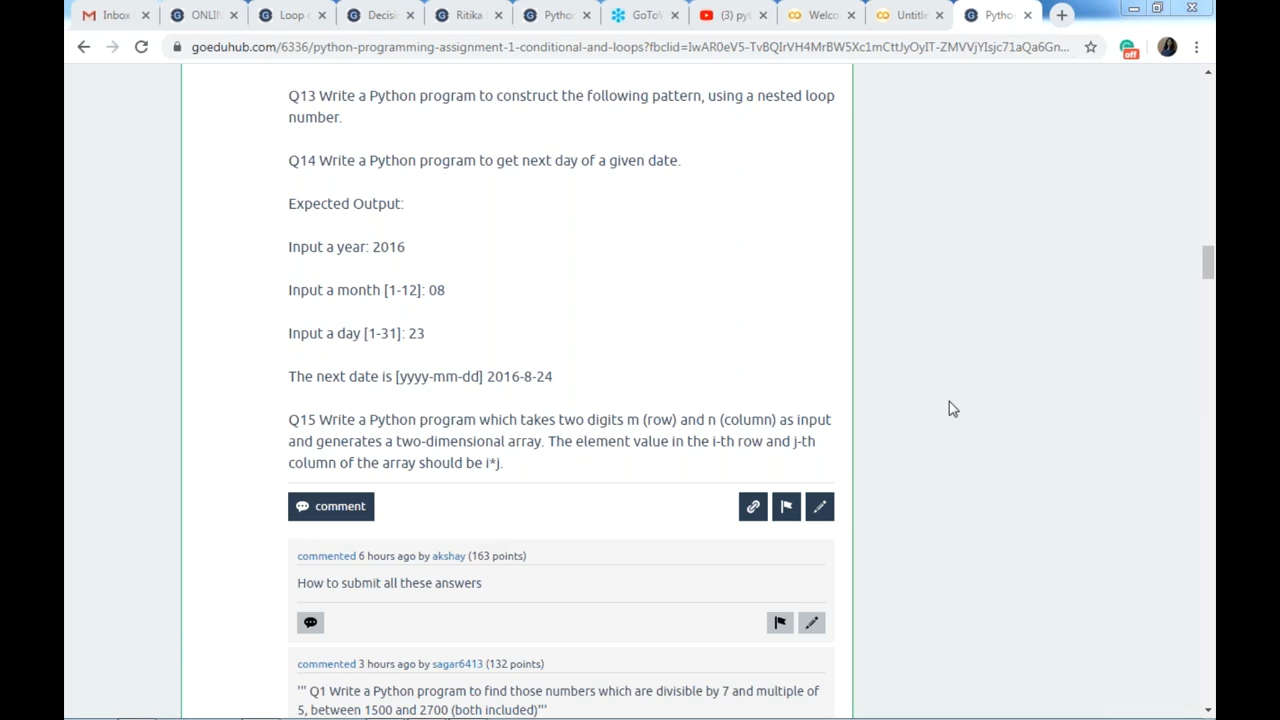 Inbox
ONLIN
Loop c
Decisi
Ritika
Pytho
GoToW
(3) pyt
Welco
Untitle
Pytho
goeduhub.com/6336/python-programming-assignment-1-conditional-and-loops?fbclid=
off
Q13 Write a Python program to construct the following pattern, using a nested loop
number.
Q14 Write a Python program to get next day of a given date.
Expected Output:
Input a year: 2016
Input a month [1-12]: 08
Input a day [1-31]: 23
The next date is [yyyy-mm-dd] 2016-8-24
Q15 Write a Python program which takes two digits m (row) and n (column) as input
and generates a two-dimensional array. The element value in the i-th row and j-th
column of the array should be i*j.
comment
commented 6 hours ago by akshay (163 points)
How to submit all these answers
commented 3 hours ago by sagar6413 (132 points)
''' Q1 Write a Python program to find those numbers which are divisible by 7 and multiple of
5, between 1500 and 2700 (both included)'''